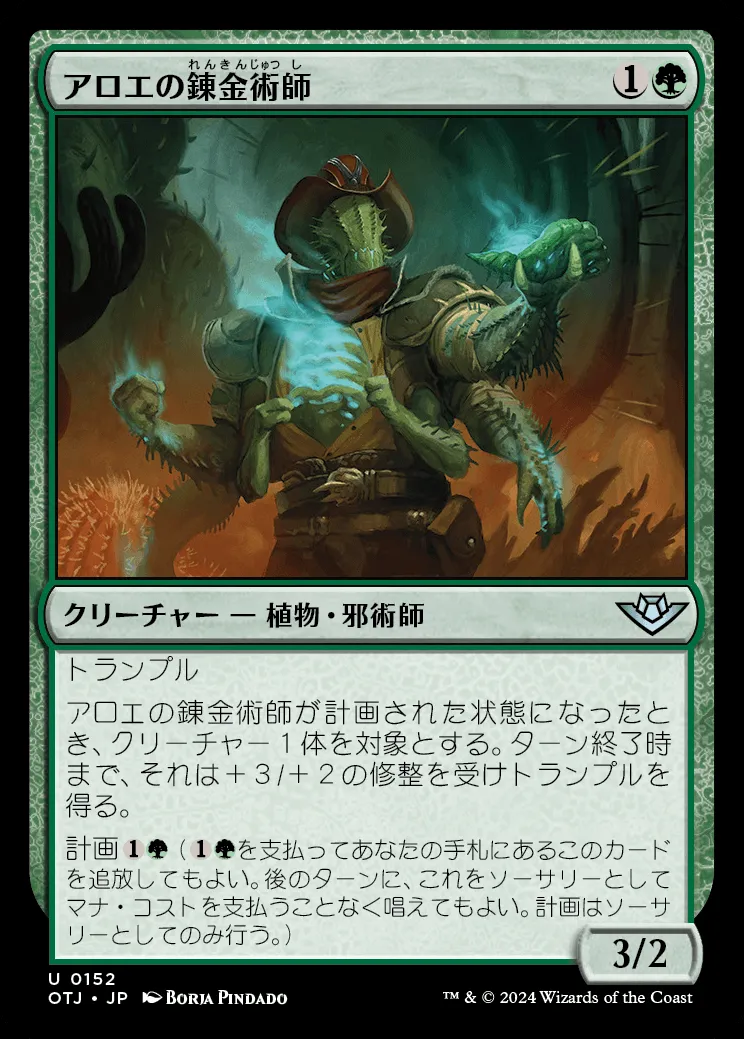 れんきんじゅつし
アロエの錬金術師 1
クリーチャー — 植物・邪術師
トランプル
アロエの錬金術師が計画された状態になったと
き、クリーチャー１体を対象とする。ターン終了時
まで、それは＋３/＋２の修整を受けトランプルを
得る。
計画 1 （ 1 を支払ってあなたの手札にあるこのカード
を追放してもよい。後のターンに、これをソーサリーとして
マナ・コストを支払うことなく唱えてもよい。計画はソーサ
リーとしてのみ行う。）
3/2
U 0152
OTJ • JP Borja Pindado
™ & © 2024 Wizards of the Coast